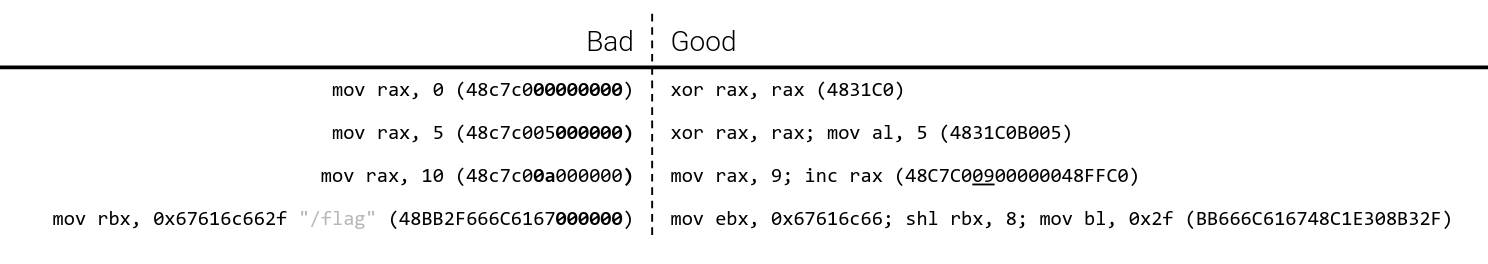 Bad Good
mov rax, 0 (48c7c000000000) xor rax, rax (4831C0)
mov rax, 5 (48c7c005000000) xor rax, rax; mov al, 5 (4831C0B005)
mov rax, 10 (48c7c00a000000) mov rax, 9; inc rax (48C7C00900000048FFC0)
mov rbx, 0x67616c662f "/flag" (48BB2F666C6167000000) mov ebx, 0x67616c66; shl rbx, 8; mov bl, 0x2f (BB666C616748C1E308B32F)